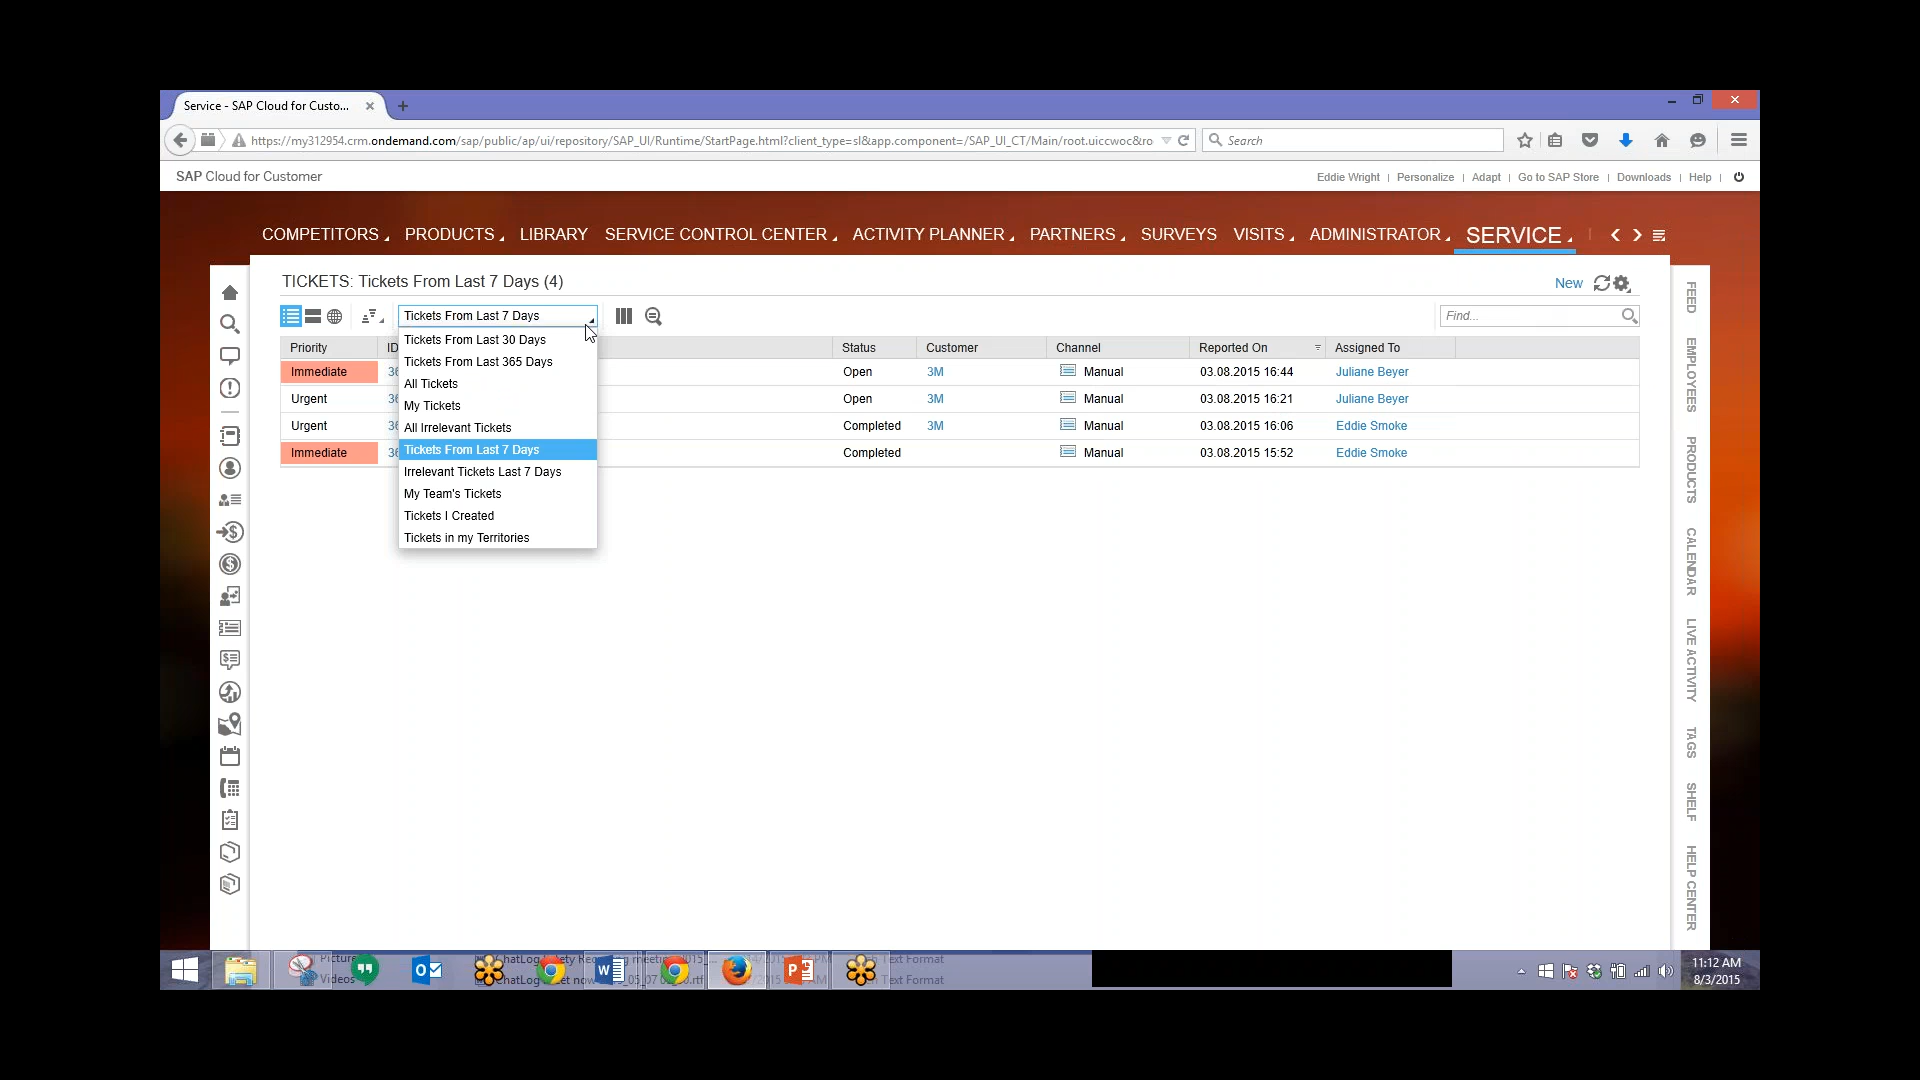 Service - SAP Cloud for Custo...
https://my312954.crm.ondemand.com/sap/public/ap/ui/repository/SAP_UI/Runtime/StartPage.html?client_type=sl&app.component=/SAP_UI_CT/Main/root.uiccwoc&ro
Search
SAP Cloud for Customer
Eddie Wright | Personalize | Adapt | Go to SAP Store | Downloads | Help |
COMPETITORS PRODUCTS LIBRARY SERVICE CONTROL CENTER ACTIVITY PLANNER PARTNERS SURVEYS VISITS ADMINISTRATOR SERVICE
TICKETS: Tickets From Last 7 Days (4)
New
Tickets From Last 7 Days
Find...
Tickets From Last 30 Days
Tickets From Last 365 Days
All Tickets
My Tickets
All Irrelevant Tickets
Tickets From Last 7 Days
Irrelevant Tickets Last 7 Days
My Team's Tickets
Tickets I Created
Tickets in my Territories
Priority ID Status Customer Channel Reported On Assigned To
Immediate 36 Open 3M Manual 03.08.2015 16:44 Juliane Beyer
Urgent 36 Open 3M Manual 03.08.2015 16:21 Juliane Beyer
Urgent 36 Completed 3M Manual 03.08.2015 16:06 Eddie Smoke
Immediate 36 Completed Manual 03.08.2015 15:52 Eddie Smoke
FEED
EMPLOYEES
PRODUCTS
CALENDAR
LIVE ACTIVITY
TAGS
SHELF
HELP CENTER
Text Format
Videos
Text Format
11:12 AM
8/3/2015